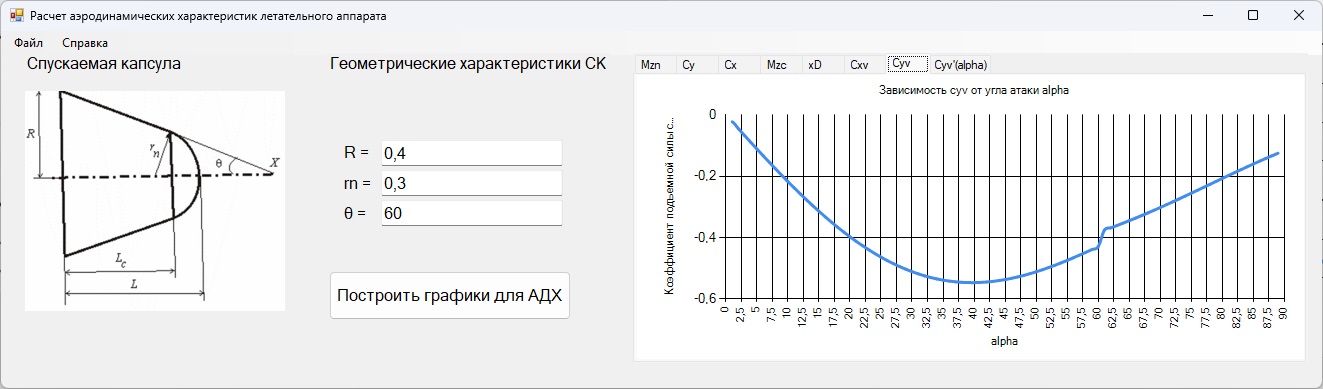 Расчет аэродинамических характеристик летательного аппарата
Файл Справка
Спускаемая капсула
R
rn
θ
X
Lc
L
Геометрические характеристики СК
R = 0,4
rn = 0,3
θ = 60
Построить графики для АДХ
Mzn Cy Cx Mzc xD Cxv Cyv Cyv'(alpha)
Зависимость cyv от угла атаки alpha
Коэффициент подъемной силы c...
0
-0,2
-0,4
-0,6
0 2,5 5 7,5 10 12,5 15 17,5 20 22,5 25 27,5 30 32,5 35 37,5 40 42,5 45 47,5 50 52,5 55 57,5 60 62,5 65 67,5 70 72,5 75 77,5 80 82,5 85 87,5 90
alpha